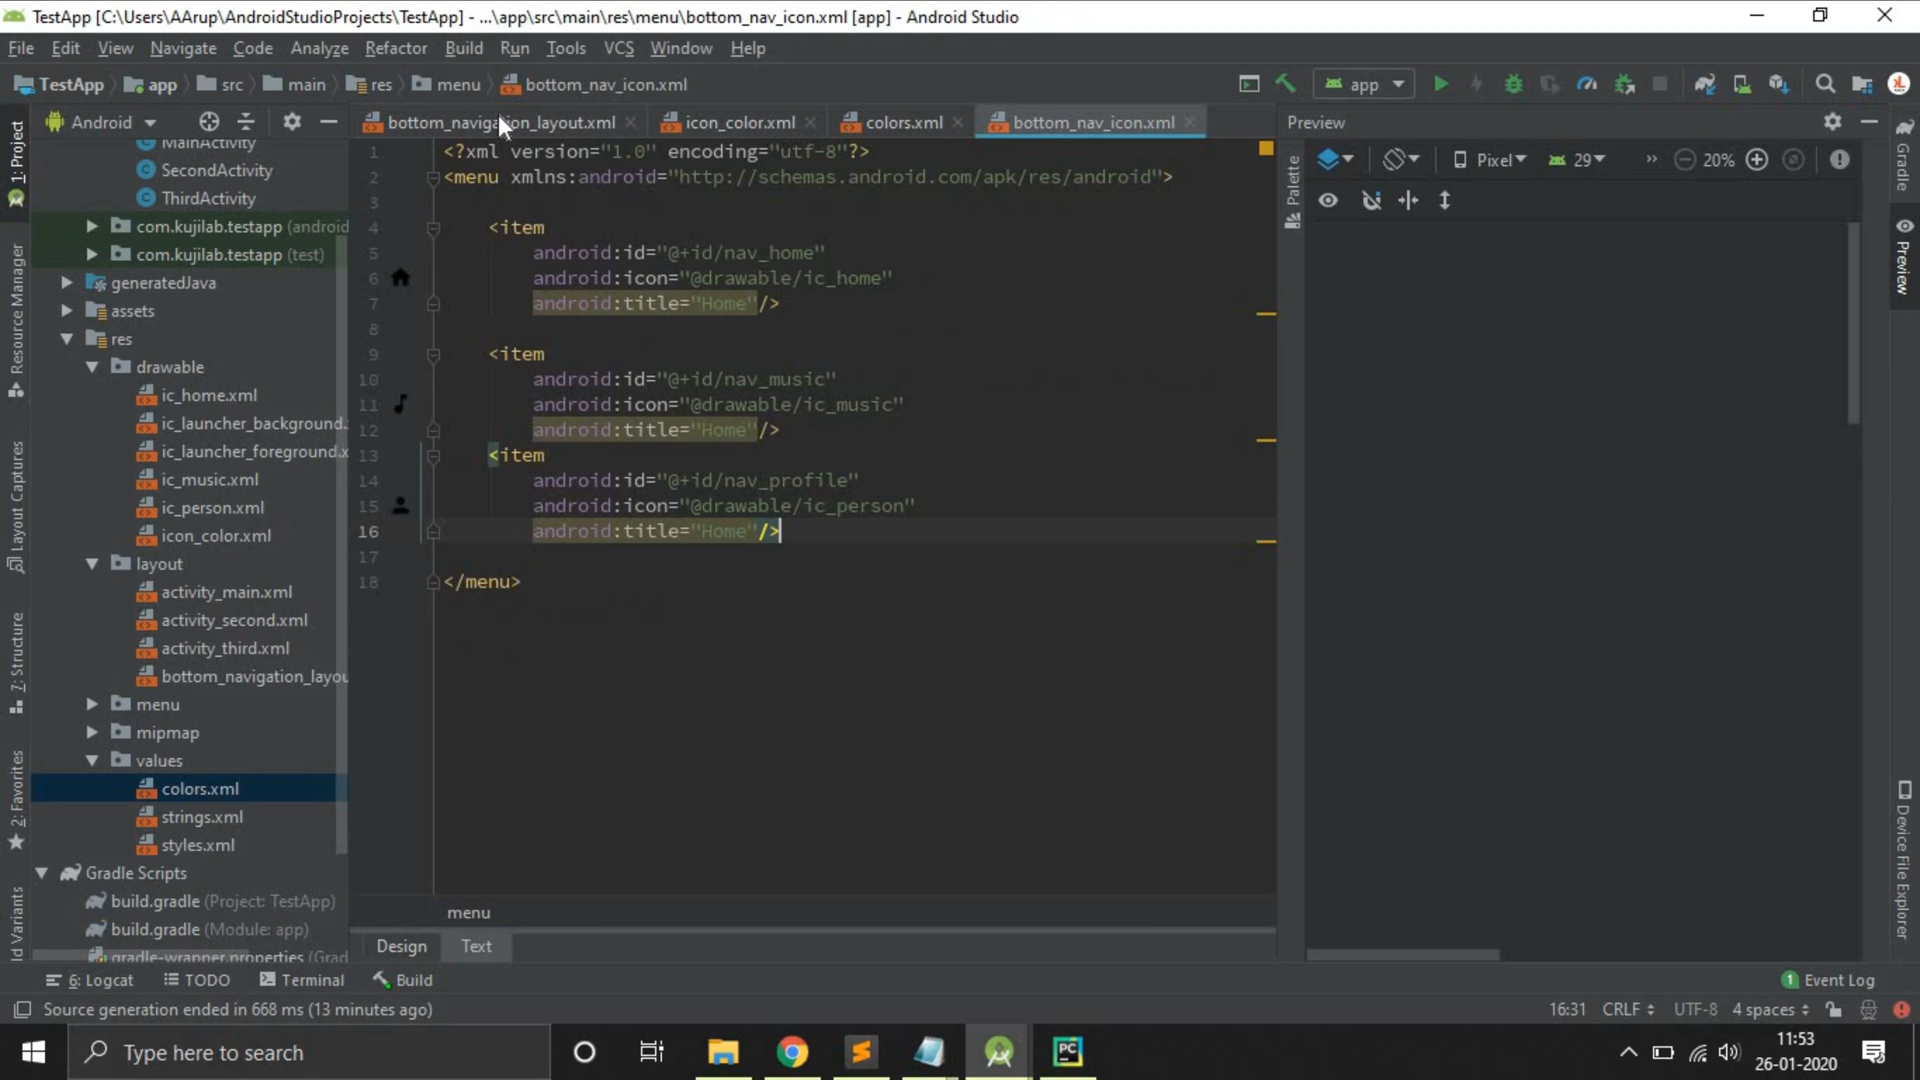 TestApp [C:\Users\AArup\AndroidStudioProjects\TestApp] - ...\app\src\main\res\menu\bottom_nav_icon.xml [app] - Android Studio
File Edit View Navigate Code Analyze Refactor Build Run Tools VCS Window Help
TestApp app src main res menu bottom_nav_icon.xml app
Android
bottom_navigation_layout.xml icon_color.xml colors.xml bottom_nav_icon.xml
Preview
Pixel 29 » 20%
1: Project
Resource Manager
Layout Captures
7: Structure
2: Favorites
ld Variants
MainActivity
SecondActivity
ThirdActivity
com.kujilab.testapp (android
com.kujilab.testapp (test)
generatedJava
assets
res
drawable
ic_home.xml
ic_launcher_background.
ic_launcher_foreground.x
ic_music.xml
ic_person.xml
icon_color.xml
layout
activity_main.xml
activity_second.xml
activity_third.xml
bottom_navigation_layou
menu
mipmap
values
colors.xml
strings.xml
styles.xml
Gradle Scripts
build.gradle (Project: TestApp)
build.gradle (Module: app)
gradle-wrapper.properties (Grad
1 <?xml version="1.0" encoding="utf-8"?>
2 <menu xmlns:android="http://schemas.android.com/apk/res/android">
3
4 <item
5 android:id="@+id/nav_home"
6 android:icon="@drawable/ic_home"
7 android:title="Home"/>
8
9 <item
10 android:id="@+id/nav_music"
11 android:icon="@drawable/ic_music"
12 android:title="Home"/>
13 <item
14 android:id="@+id/nav_profile"
15 android:icon="@drawable/ic_person"
16 android:title="Home"/>
17
18 </menu>
menu
Design Text
Palette
Gradle
Preview
Device File Explorer
6: Logcat TODO Terminal Build
1 Event Log
Source generation ended in 668 ms (13 minutes ago)
16:31 CRLF UTF-8 4 spaces
Type here to search
PC
11:53
26-01-2020